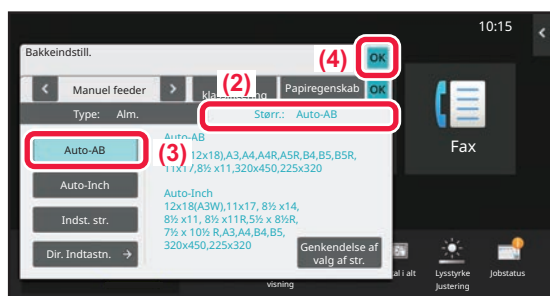 10:15
Bakkeindstill.
(4)
OK
Manuel feeder
(2)
Papiregenskab
OK
Type: Alm.
Størr.: Auto-AB
Auto-AB
(3)
Auto-AB
12x18),A3,A4,A4R,A5R,B4,B5,B5R,
11x17,8½ x11,320x450,225x320
Fax
Auto-Inch
Auto-Inch
12x18(A3W),11x17, 8½ x14,
8½ x11, 8½ x11R,5½ x 8½R,
7½ x 10½ R,A3,A4,B4,B5,
320x450,225x320
Indst. str.
Dir. Indtastn.
Genkendelse af
valg af str.
visning
al i alt
Lysstyrke
Justering
Jobstatus